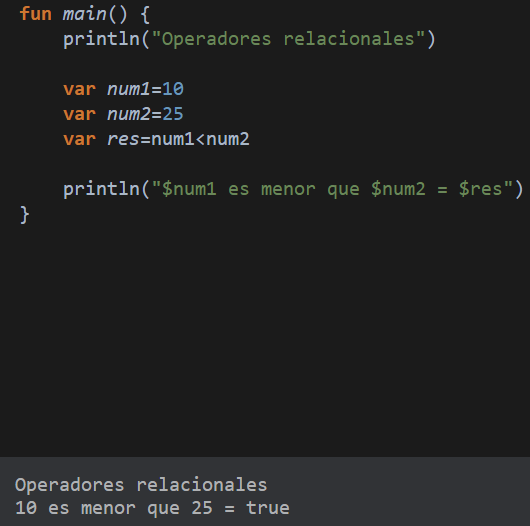 fun main() {
    println("Operadores relacionales")
    var num1=10
    var num2=25
    var res=num1<num2
    println("$num1 es menor que $num2 = $res")
}
Operadores relacionales
10 es menor que 25 = true